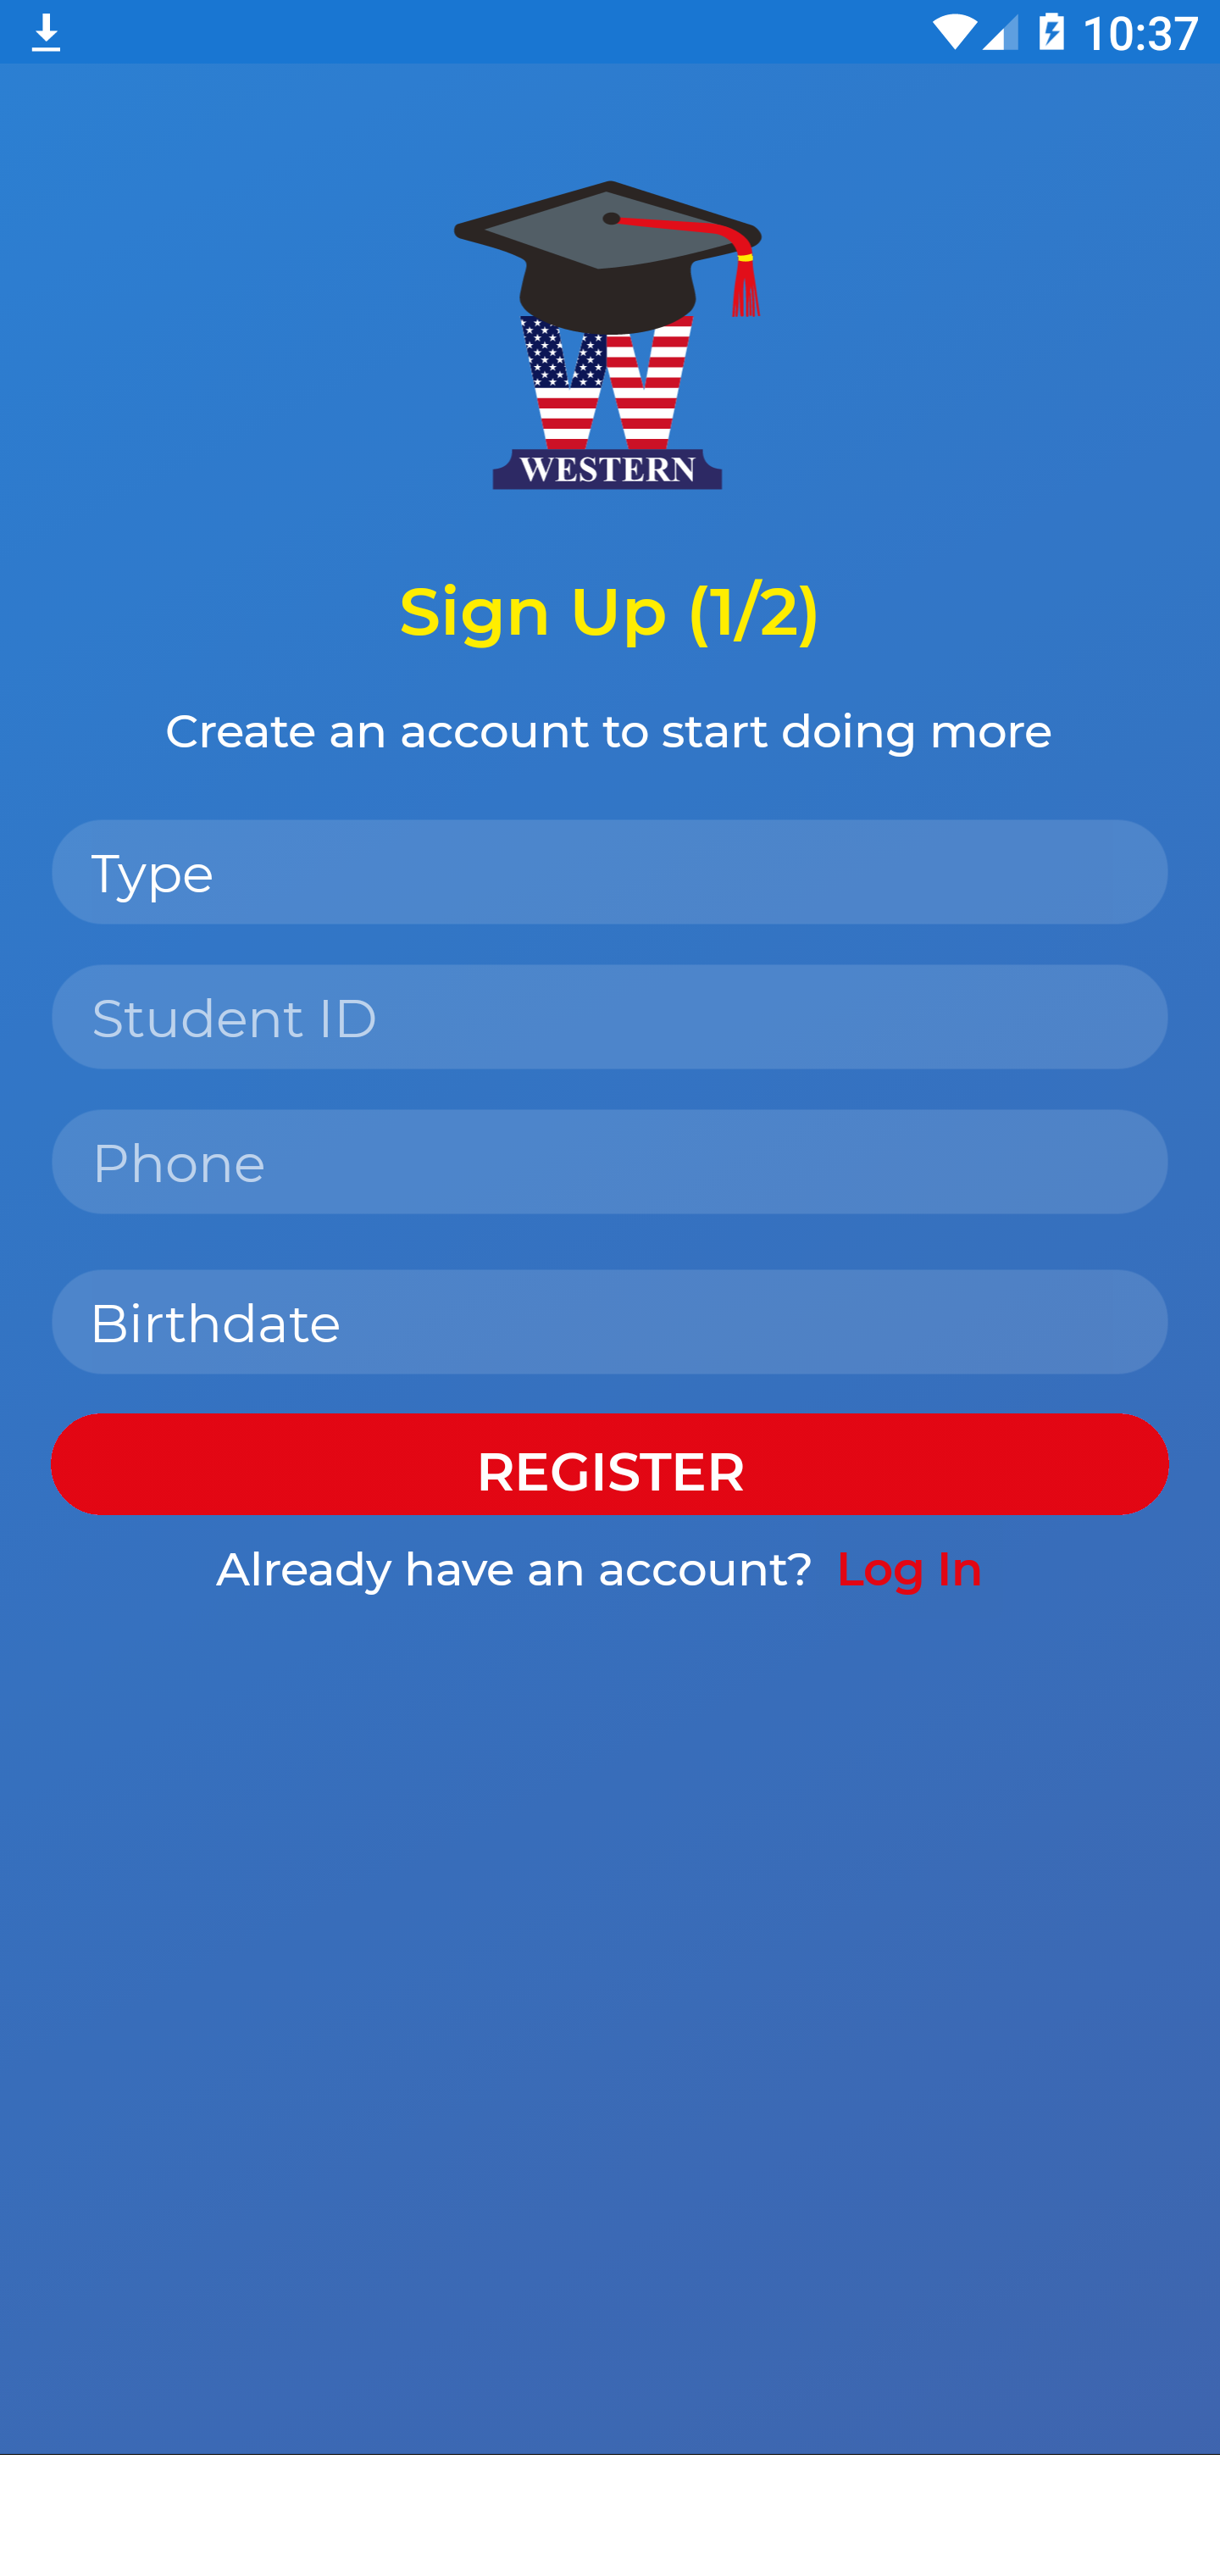 10:37
WESTERN
Sign Up (1/2)
Create an account to start doing more
Type
Student ID
Phone
Birthdate
REGISTER
Already have an account? Log In